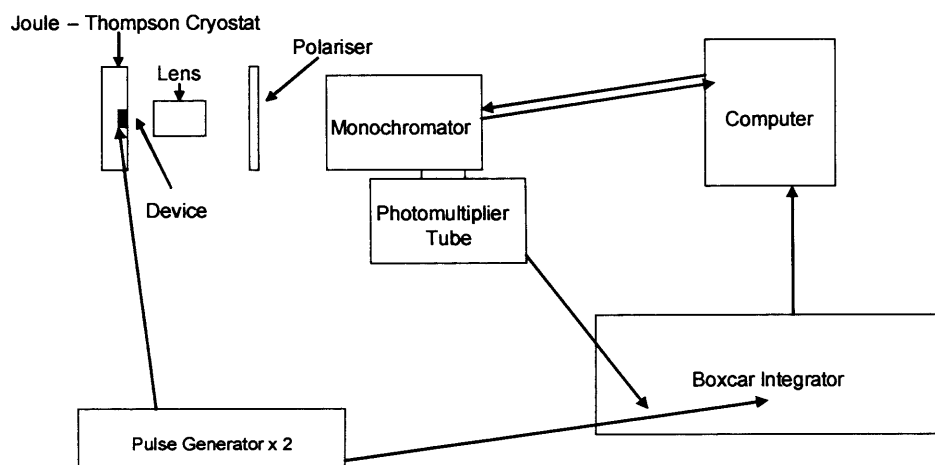 Joule – Thompson Cryostat
Polariser
Lens
Monochromator
Computer
Device
Photomultiplier
Tube
Boxcar Integrator
Pulse Generator x 2